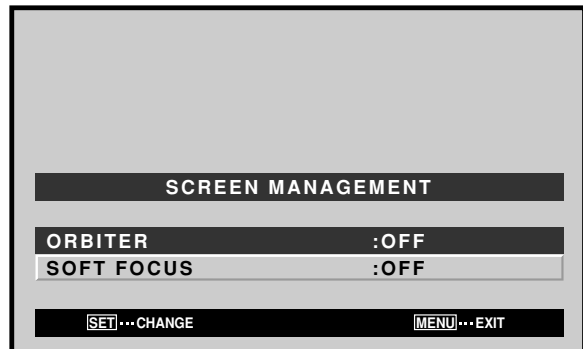 SCREEN MANAGEMENT
ORBITER :OFF
SOFT FOCUS :OFF
SET···CHANGE MENU···EXIT